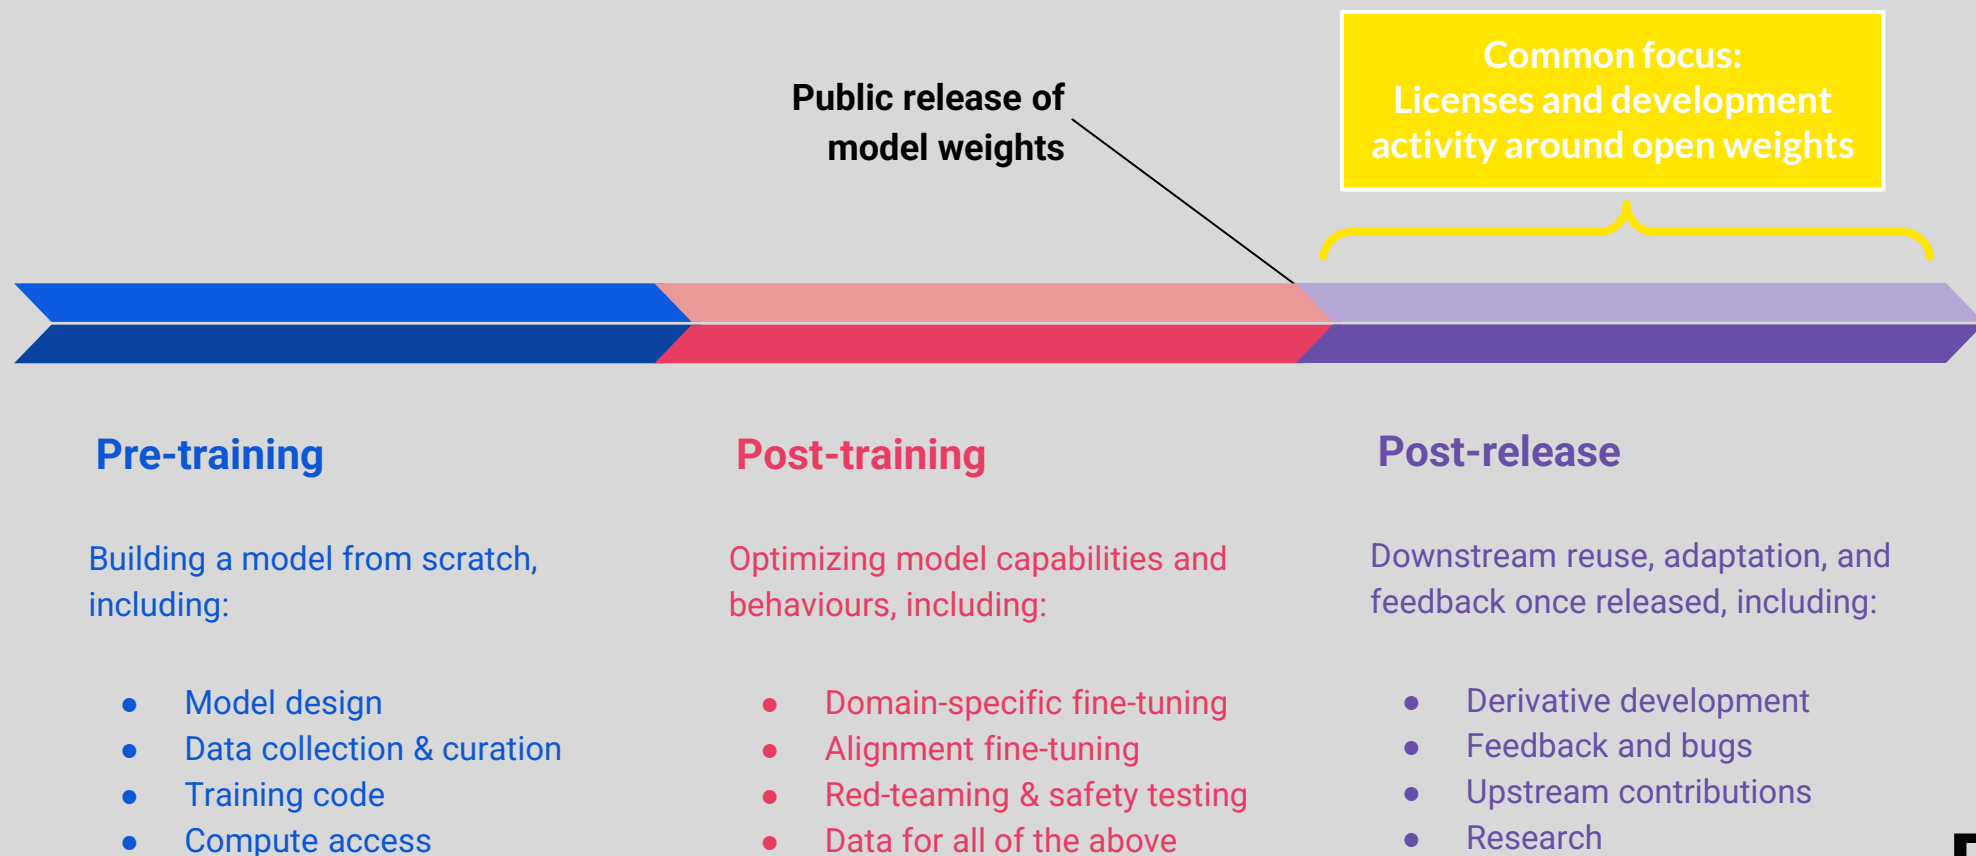 Common focus:
Licenses and development
activity around open weights
Public release of
model weights
Pre-training
Building a model from scratch,
including:
● Model design
● Data collection & curation
● Training code
● Compute access
Post-training
Optimizing model capabilities and
behaviours, including:
● Domain-specific fine-tuning
● Alignment fine-tuning
● Red-teaming & safety testing
● Data for all of the above
Post-release
Downstream reuse, adaptation, and
feedback once released, including:
● Derivative development
● Feedback and bugs
● Upstream contributions
● Research